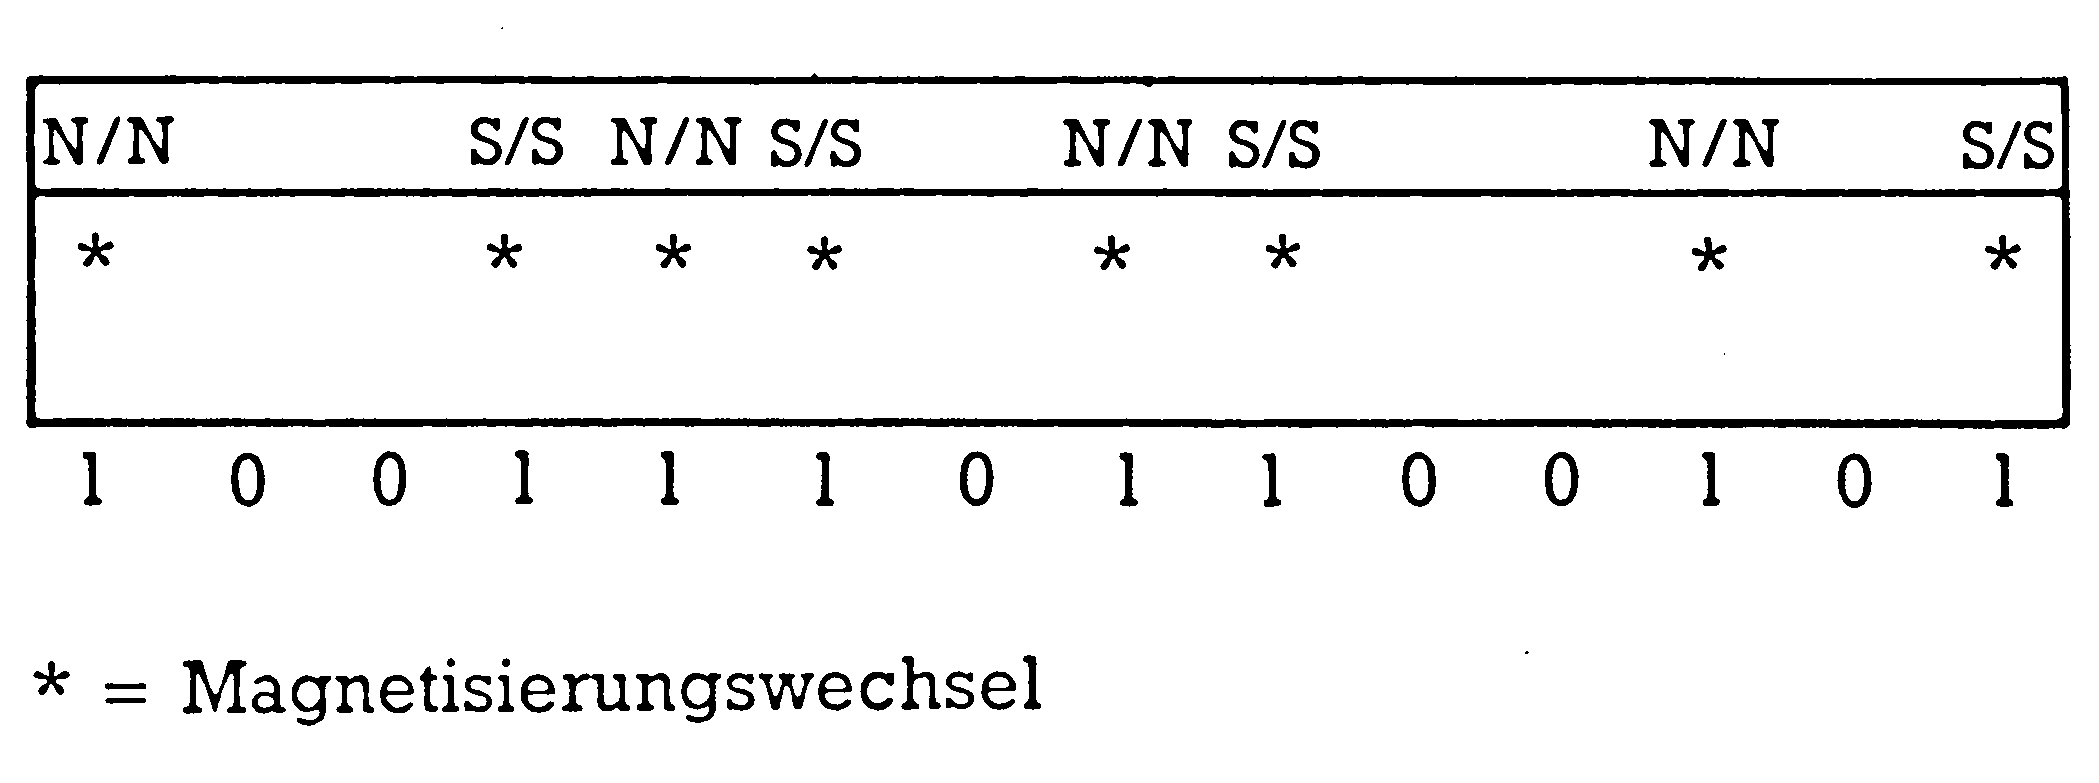 N/N S/S N/N S/S N/N S/S N/N S/S
* * * * * * * *
1 0 0 1 1 1 0 1 1 0 0 1 0 1
* = Magnetisierungswechsel